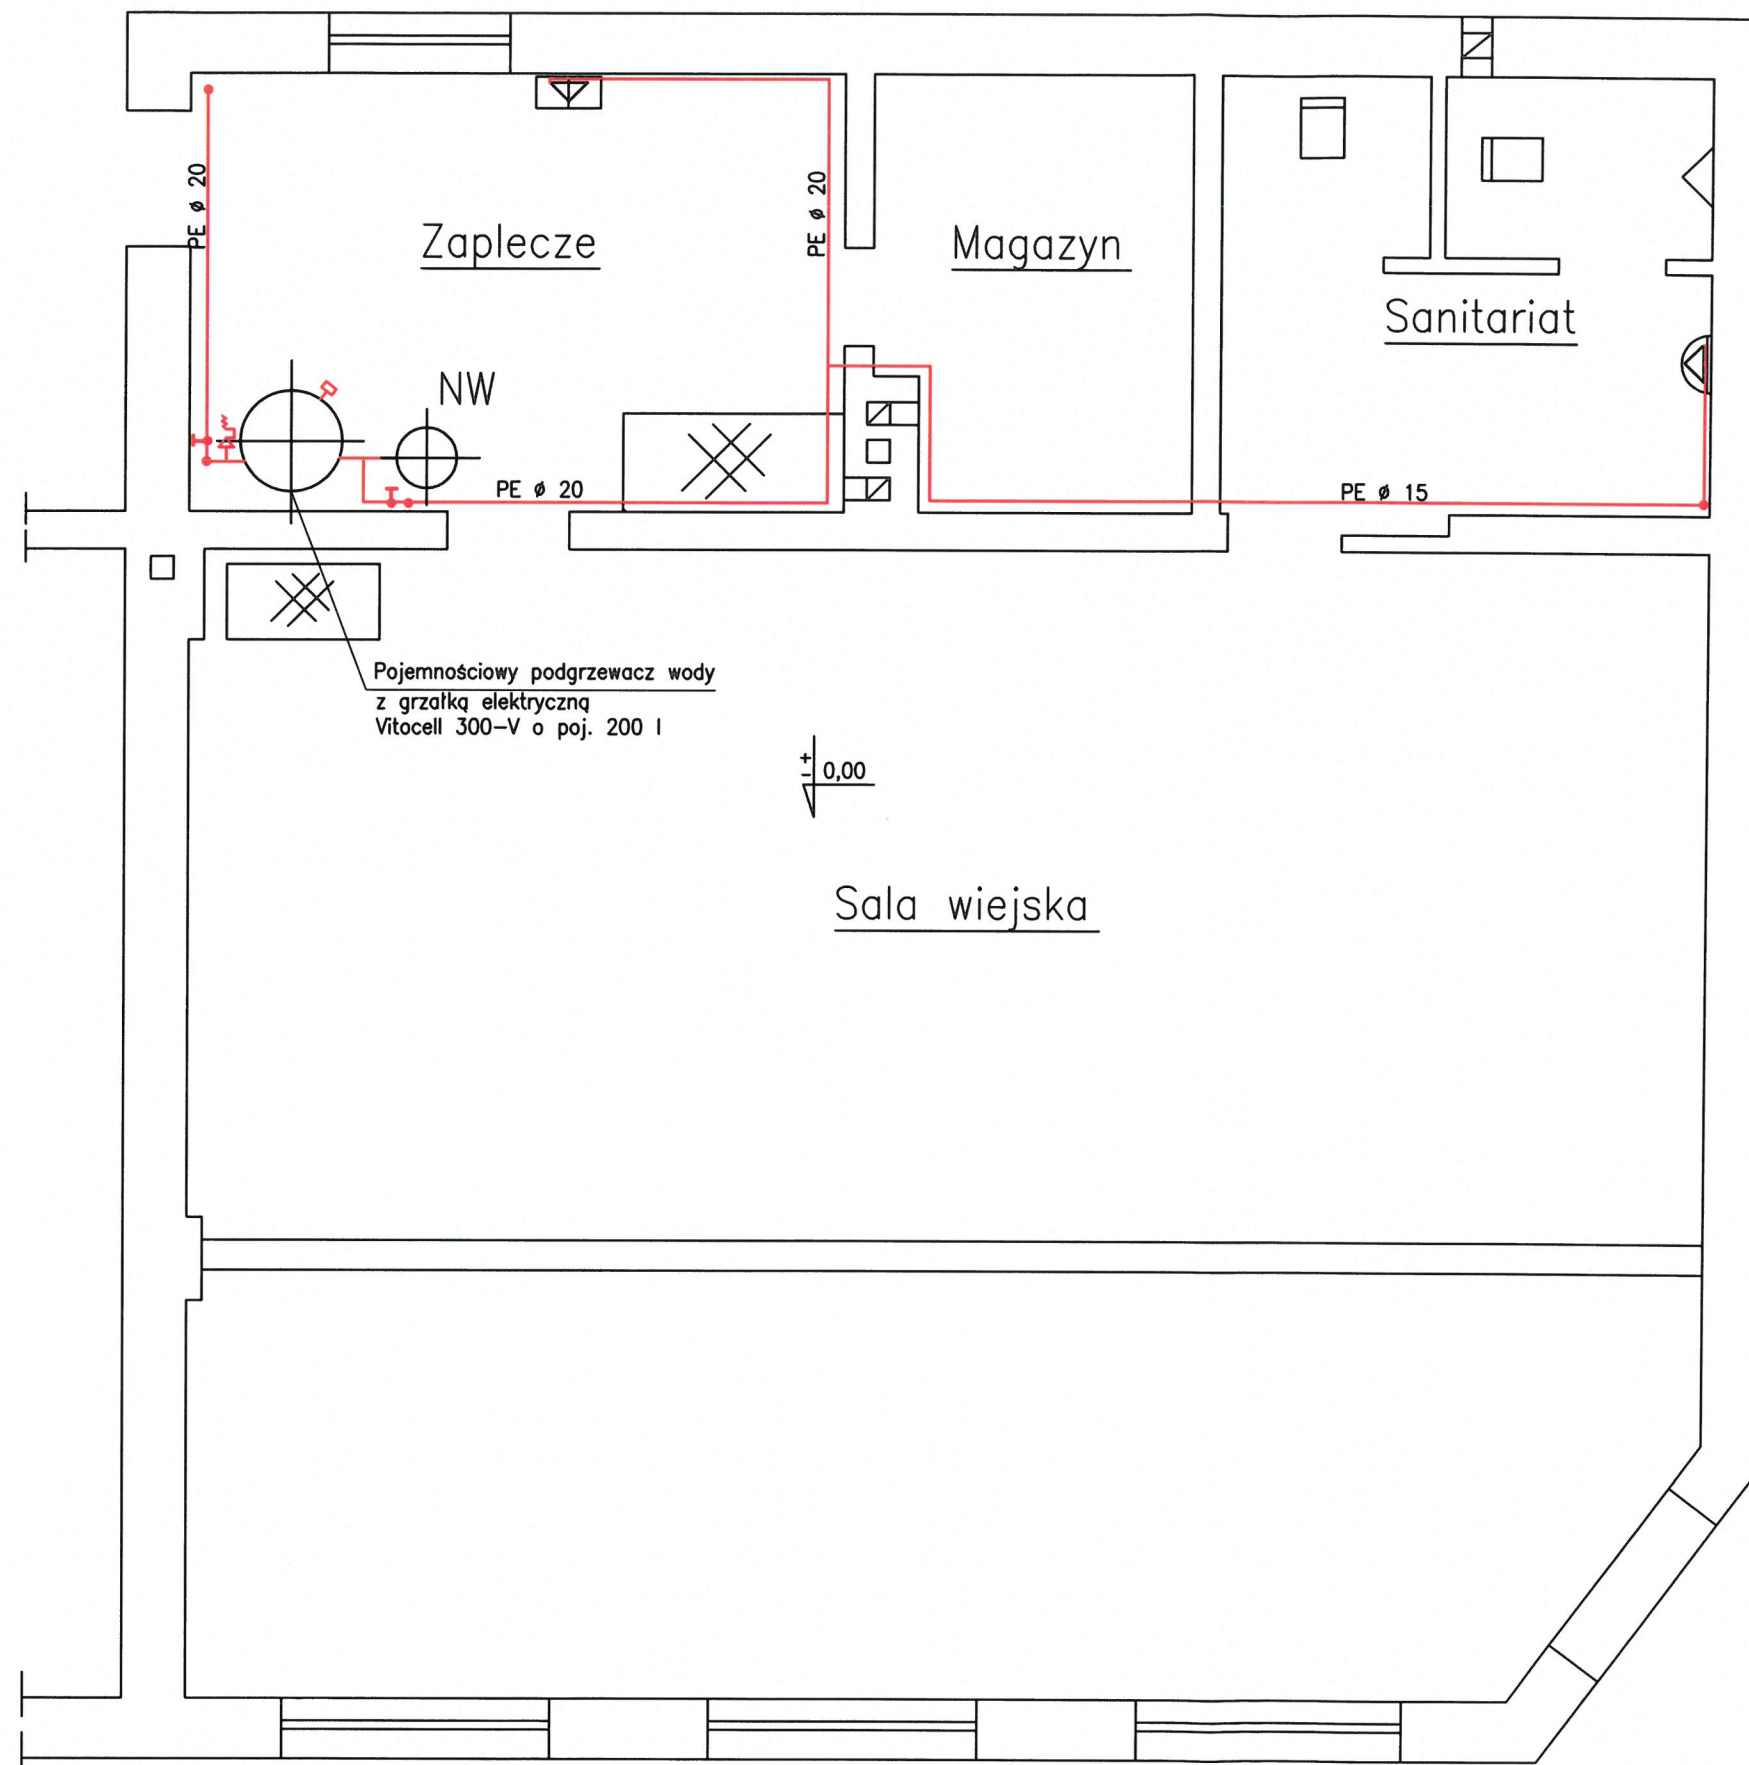 PE ø 20
Zaplecze
PE ø 20
Magazyn
Sanitariat
NW
PE ø 20
PE ø 15
Pojemnościowy podgrzewacz wody
z grzałką elektryczną
Vitocell 300-V o poj. 200 l
± 0,00
Sala wiejska